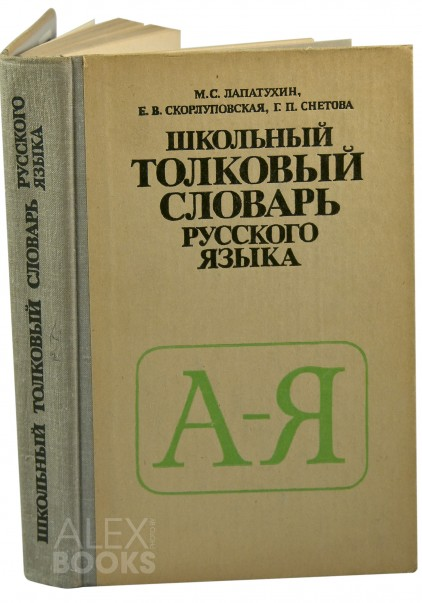 М.С. ЛАПАТУХИН,
Е.В. СКОРЛУПОВСКАЯ, Г.П. СНЕТОВА
ШКОЛЬНЫЙ
ТОЛКОВЫЙ
СЛОВАРЬ
РУССКОГО
ЯЗЫКА
А-Я
ШКОЛЬНЫЙ ТОЛКОВЫЙ СЛОВАРЬ РУССКОГО
ЯЗЫКА
ALEX
BOOKS